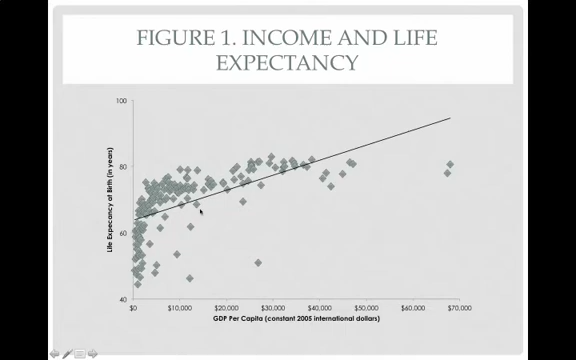 FIGURE 1. INCOME AND LIFE
EXPECTANCY
100
80
60
40
Life Expecancy at Birth (in years)
$0 $10,000 $20,000 $30,000 $40,000 $50,000 $60,000 $70,000
GDP Per Capita (constant 2005 international dollars)